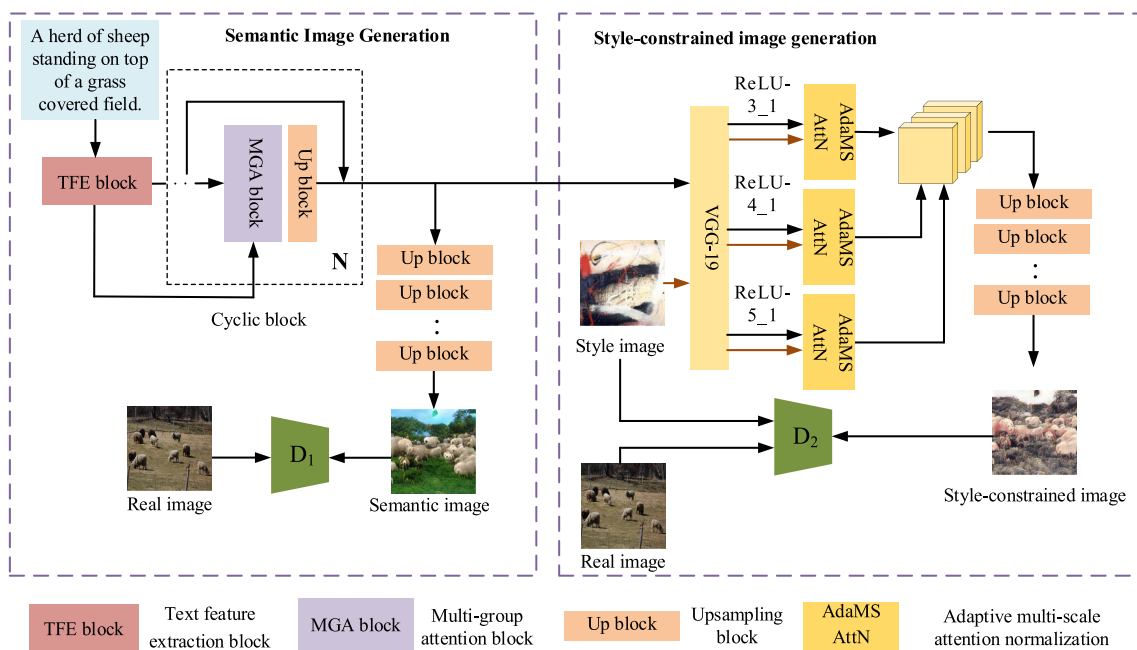 Semantic Image Generation
A herd of sheep
standing on top
of a grass
covered field.
TFE block
MGA block
Up block
N
Cyclic block
Up block
Up block
Up block
Real image
D1
Semantic image
Style-constrained image generation
ReLU-
3_1
AdaMS
AttN
VGG-19
ReLU-
4_1
AdaMS
AttN
ReLU-
5_1
AdaMS
AttN
Up block
Up block
Up block
Style image
D2
Style-constrained image
Real image
TFE block
Text feature
extraction block
MGA block
Multi-group
attention block
Up block
Upsampling
block
AdaMS
AttN
Adaptive multi-scale
attention normalization